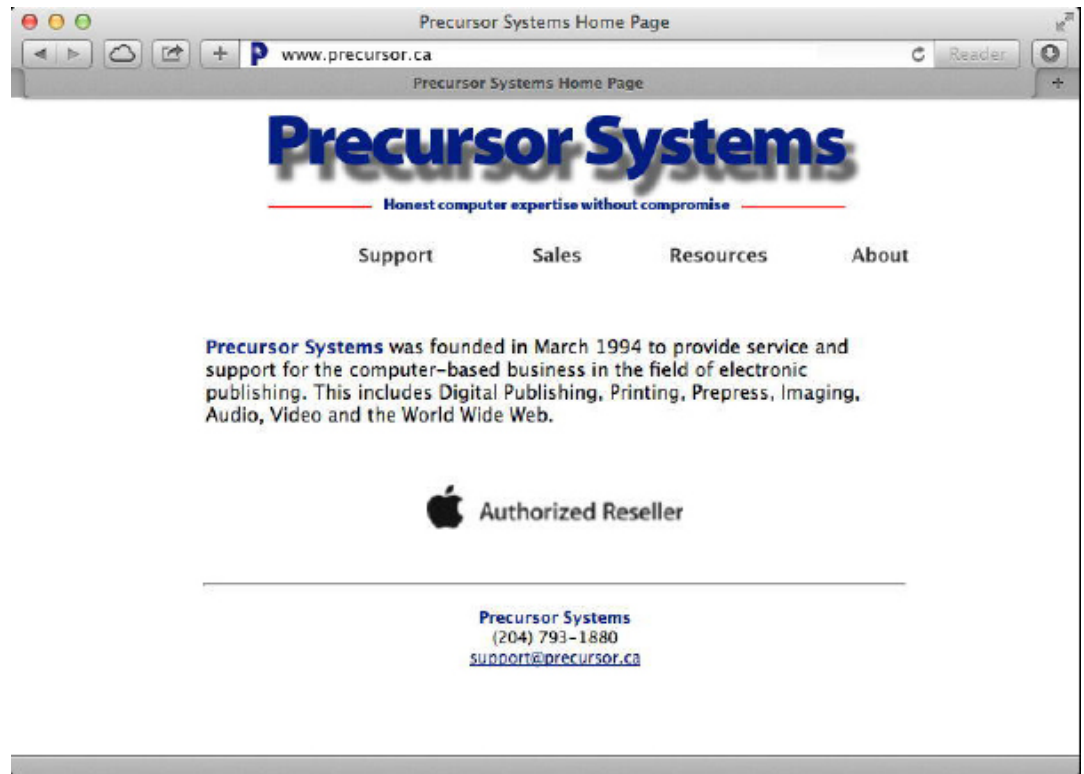 Precursor Systems Home Page
www.precursor.ca
Reader
Precursor Systems Home Page
Precursor Systems
Honest computer expertise without compromise
Support Sales Resources About
Precursor Systems was founded in March 1994 to provide service and
support for the computer-based business in the field of electronic
publishing. This includes Digital Publishing, Printing, Prepress, Imaging,
Audio, Video and the World Wide Web.
Authorized Reseller
Precursor Systems
(204) 793-1880
support@precursor.ca